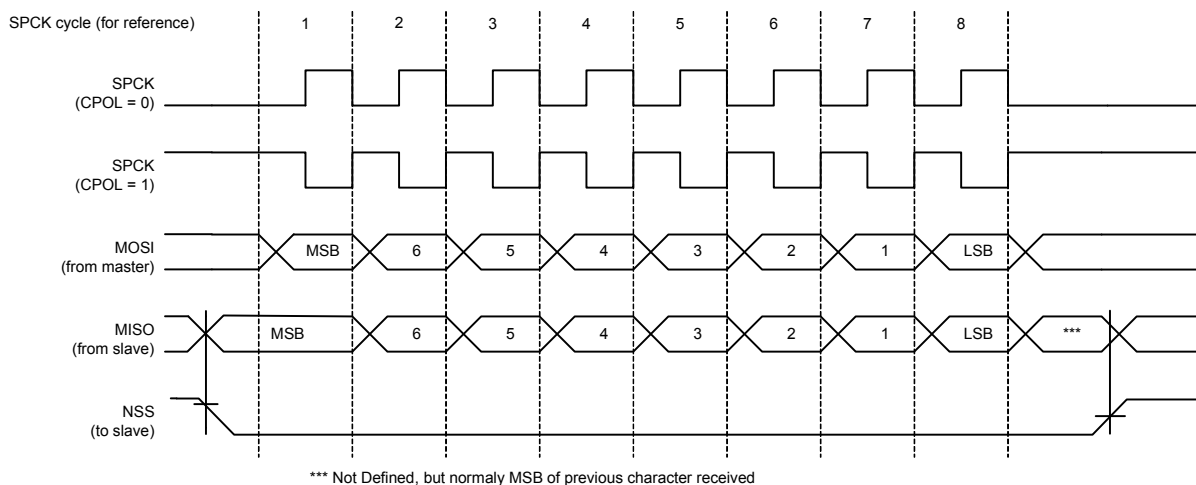 SPCK cycle (for reference) 1 2 3 4 5 6 7 8
SPCK
(CPOL = 0)
SPCK
(CPOL = 1)
MOSI
(from master)
MSB 6 5 4 3 2 1 LSB
MISO
(from slave)
MSB 6 5 4 3 2 1 LSB ***
NSS
(to slave)
*** Not Defined, but normaly MSB of previous character received